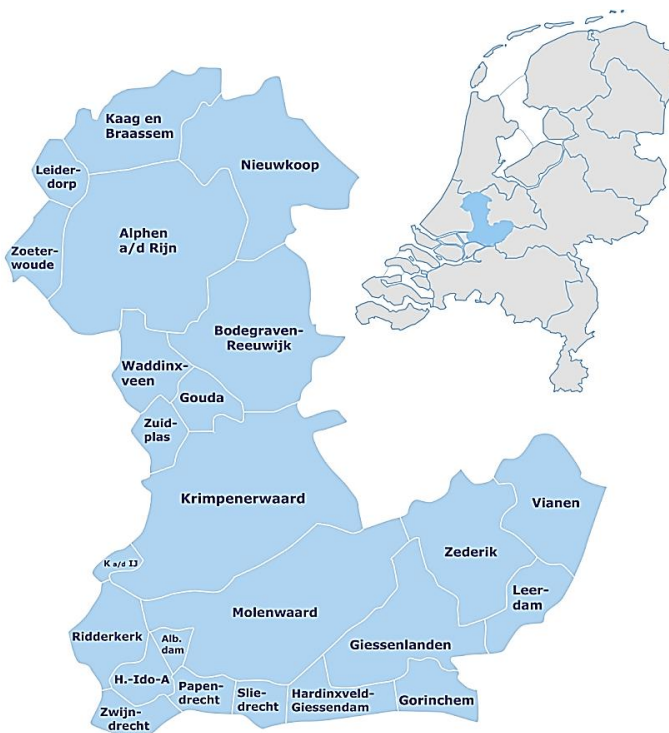 Kaag en
Braassem
Nieuwkoop
Leider-
dorp
Alphen
a/d Rijn
Zoeter-
woude
Bodegraven-
Reeuwijk
Waddinx-
veen
Gouda
Zuid-
plas
Krimpenerwaard
Vianen
Zederik
K a/d IJ
Leer-
dam
Molenwaard
Ridderkerk
Alb.
dam
Giessenlanden
H.-Ido-A
Papen-
drecht
Slie-
drecht
Hardinxveld-
Giessendam
Gorinchem
Zwijn-
drecht